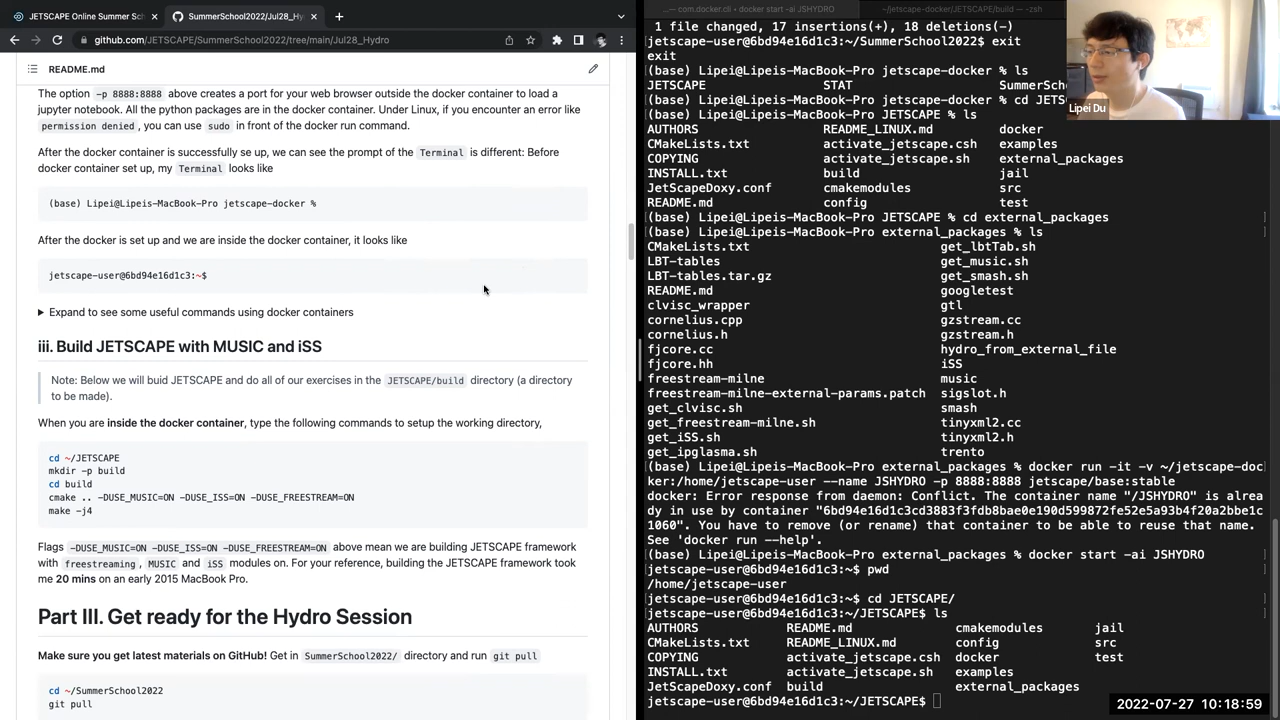 JETSCAPE Online Summer Sc
SummerSchool2022/Jul28_Hy
github.com/JETSCAPE/SummerSchool2022/tree/main/Jul28_Hydro
README.md
The option -p 8888:8888 above creates a port for your web browser outside the docker container to load a
jupyter notebook. All the python packages are in the docker container. Under Linux, if you encounter an error like
permission denied , you can use sudo in front of the docker run command.
After the docker container is successfully se up, we can see the prompt of the Terminal is different: Before
docker container set up, my Terminal looks like
(base) Lipei@Lipeis-MacBook-Pro jetscape-docker %
After the docker is set up and we are inside the docker container, it looks like
jetscape-user@6bd94e16d1c3:~$
Expand to see some useful commands using docker containers
iii. Build JETSCAPE with MUSIC and iSS
Note: Below we will buid JETSCAPE and do all of our exercises in the JETSCAPE/build directory (a directory
to be made).
When you are inside the docker container, type the following commands to setup the working directory,
cd ~/JETSCAPE
mkdir -p build
cd build
cmake .. -DUSE_MUSIC=ON -DUSE_ISS=ON -DUSE_FREESTREAM=ON
make -j4
Flags -DUSE_MUSIC=ON -DUSE_ISS=ON -DUSE_FREESTREAM=ON above mean we are building JETSCAPE framework
with freestreaming , MUSIC and iSS modules on. For your reference, building the JETSCAPE framework took
me 20 mins on an early 2015 MacBook Pro.
Part III. Get ready for the Hydro Session
Make sure you get latest materials on GitHub! Get in SummerSchool2022/ directory and run git pull
cd ~/SummerSchool2022
git pull
... — com.docker.cli ‹ docker start -ai JSHYDRO
~/jetscape-docker/JETSCAPE/build — -zsh
1 file changed, 17 insertions(+), 18 deletions(-)
jetscape-user@6bd94e16d1c3:~/SummerSchool2022$ exit
exit
(base) Lipei@Lipeis-MacBook-Pro jetscape-docker % ls
JETSCAPE STAT SummerSc
(base) Lipei@Lipeis-MacBook-Pro jetscape-docker % cd JETS
(base) Lipei@Lipeis-MacBook-Pro JETSCAPE % ls
AUTHORS README_LINUX.md docker
CMakeLists.txt activate_jetscape.csh examples
COPYING activate_jetscape.sh external_packages
INSTALL.txt build jail
JetScapeDoxy.conf cmakemodules src
README.md config test
(base) Lipei@Lipeis-MacBook-Pro JETSCAPE % cd external_packages
(base) Lipei@Lipeis-MacBook-Pro external_packages % ls
CMakeLists.txt get_lbtTab.sh
LBT-tables get_music.sh
LBT-tables.tar.gz get_smash.sh
README.md googletest
clvisc_wrapper gtl
cornelius.cpp gzstream.cc
cornelius.h gzstream.h
fjcore.cc hydro_from_external_file
fjcore.hh iSS
freestream-milne music
freestream-milne-external-params.patch sigslot.h
get_clvisc.sh smash
get_freestream-milne.sh tinyxml2.cc
get_iSS.sh tinyxml2.h
get_ipglasma.sh trento
(base) Lipei@Lipeis-MacBook-Pro external_packages % docker run -it -v ~/jetscape-doc
ker:/home/jetscape-user --name JSHYDRO -p 8888:8888 jetscape/base:stable
docker: Error response from daemon: Conflict. The container name "/JSHYDRO" is alrea
dy in use by container "6bd94e16d1c3cd3883f3fdb8bae0e190d599872fe52e5a93b4f20a2bbe1c
1060". You have to remove (or rename) that container to be able to reuse that name.
See 'docker run --help'.
(base) Lipei@Lipeis-MacBook-Pro external_packages % docker start -ai JSHYDRO
jetscape-user@6bd94e16d1c3:~$ pwd
/home/jetscape-user
jetscape-user@6bd94e16d1c3:~$ cd JETSCAPE/
jetscape-user@6bd94e16d1c3:~/JETSCAPE$ ls
AUTHORS README.md cmakemodules jail
CMakeLists.txt README_LINUX.md config src
COPYING activate_jetscape.csh docker test
INSTALL.txt activate_jetscape.sh examples
JetScapeDoxy.conf build external_packages
jetscape-user@6bd94e16d1c3:~/JETSCAPE$
Lipei Du
2022-07-27 10:18:59